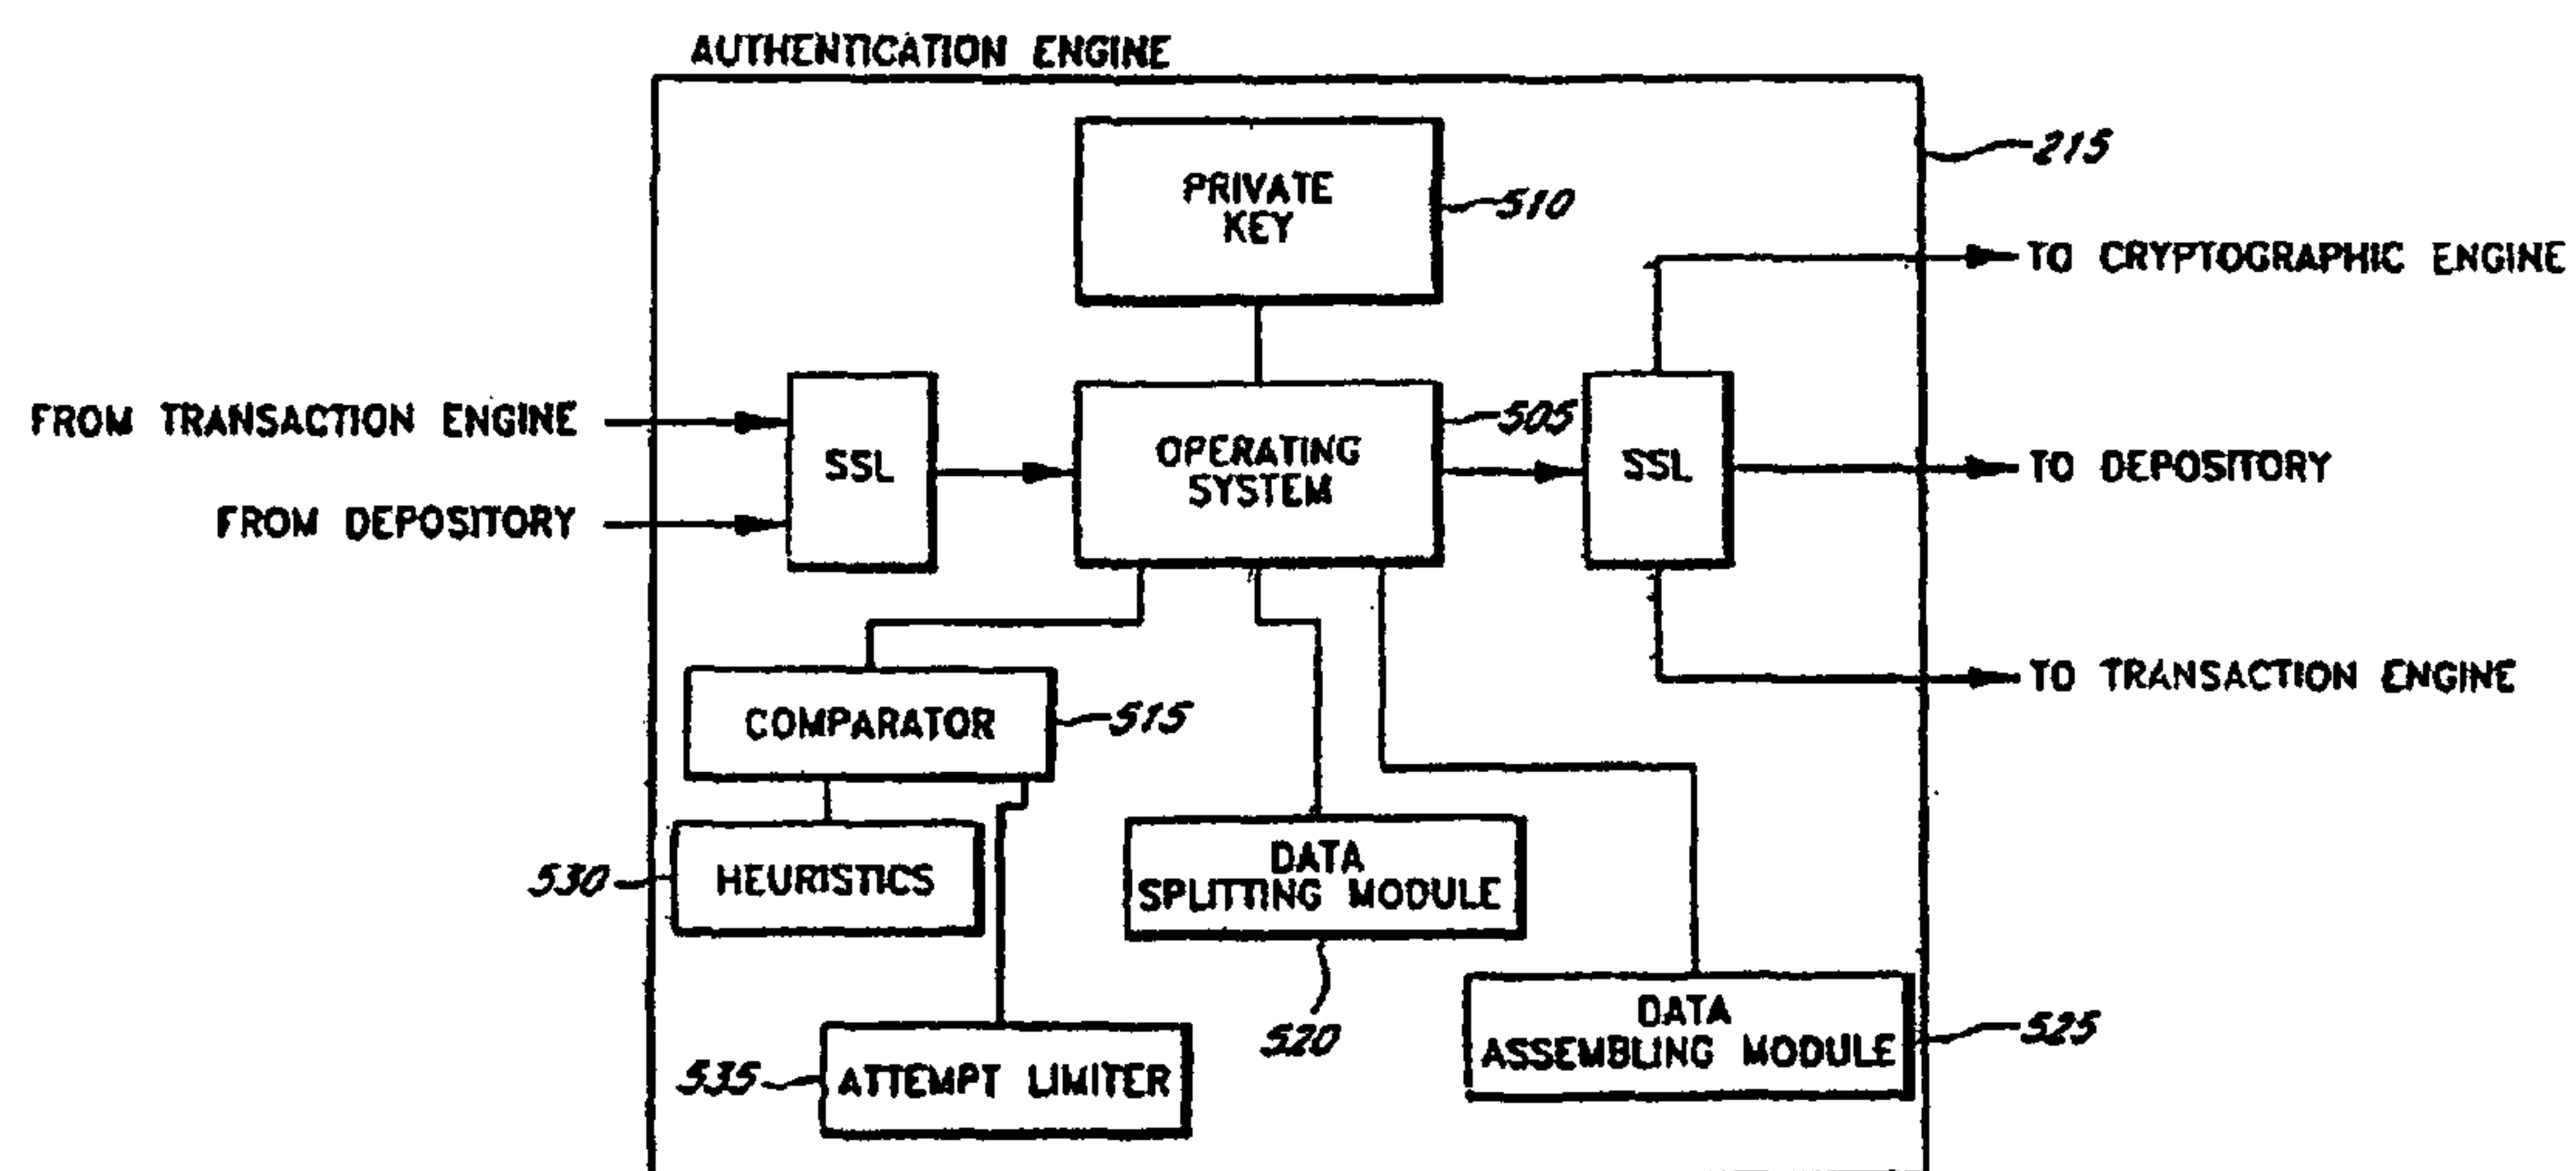 AUTHENTICATION ENGINE
215
PRIVATE
KEY
510
TO CRYPTOGRAPHIC ENGINE
FROM TRANSACTION ENGINE
SSL
OPERATING
SYSTEM
505
SSL
TO DEPOSITORY
FROM DEPOSITORY
TO TRANSACTION ENGINE
COMPARATOR
515
530
HEURISTICS
DATA
SPLITTING MODULE
520
DATA
ASSEMBLING MODULE
525
535
ATTEMPT LIMITER